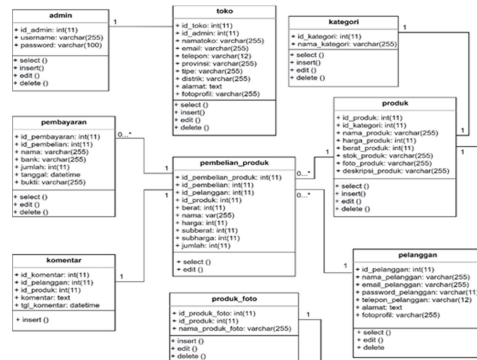 admin
+ id_admin: int(11)
+ username: varchar(255)
+ password: varchar(100)
+ select ()
+ insert()
+ edit ()
+ delete ()
1
toko
+ id_toko: int(11)
+ id_admin: int(11)
+ namatoko: varchar(255)
+ email: varchar(255)
+ telepon: varchar(12)
+ provinsi: varchar(255)
+ tipe: varchar(255)
+ distrik: varchar(255)
+ alamat: text
+ fotoprofil: varchar(255)
+ select ()
+ insert()
+ edit ()
+ delete ()
kategori
+ id_kategori: int(11)
+ nama_kategori: varchar(255)
+ select ()
+ insert()
+ edit ()
+ delete ()
1
produk
+ id_produk: int(11)
+ id_kategori: int(11)
+ nama_produk: varchar(255)
+ harga_produk: int(11)
+ berat_produk: int(11)
+ stok_produk: varchar(255)
+ foto_produk: varchar(255)
+ deskripsi_produk: varchar(255)
+ select ()
+ insert()
+ edit ()
+ delete ()
1
1
pembayaran
+ id_pembayaran: int(11)
+ id_pembelian: int(11)
+ nama: varchar(255)
+ bank: varchar(255)
+ jumlah: int(11)
+ tanggal: datetime
+ bukti: varchar(255)
+ select ()
+ edit ()
+ delete ()
0...*
1
pembelian_produk
+ id_pembelian_produk: int(11)
+ id_pembelian: int(11)
+ id_pelanggan: int(11)
+ id_produk: int(11)
+ berat: int(11)
+ nama: var(255)
+ harga: int(11)
+ subberat: int(11)
+ subharga: int(11)
+ jumlah: int(11)
+ select ()
+ edit ()
1
0...*
0...*
komentar
+ id_komentar: int(11)
+ id_pelanggan: int(11)
+ id_produk: int(11)
+ komentar: text
+ tgl_komentar: datetime
+ insert ()
1
produk_foto
+ id_produk_foto: int(11)
+ id_produk: int(11)
+ nama_produk_foto: varchar(255)
+ insert ()
+ edit ()
+ delete ()
1
1
pelanggan
+ id_pelanggan: int(11)
+ nama_pelanggan: varchar(255)
+ email_pelanggan: varchar(255)
+ password_pelanggan: varchar(11)
+ telepon_pelanggan: varchar(12)
+ alamat: text
+ fotoprofil: varchar(255)
+ select ()
+ edit ()
+ delete